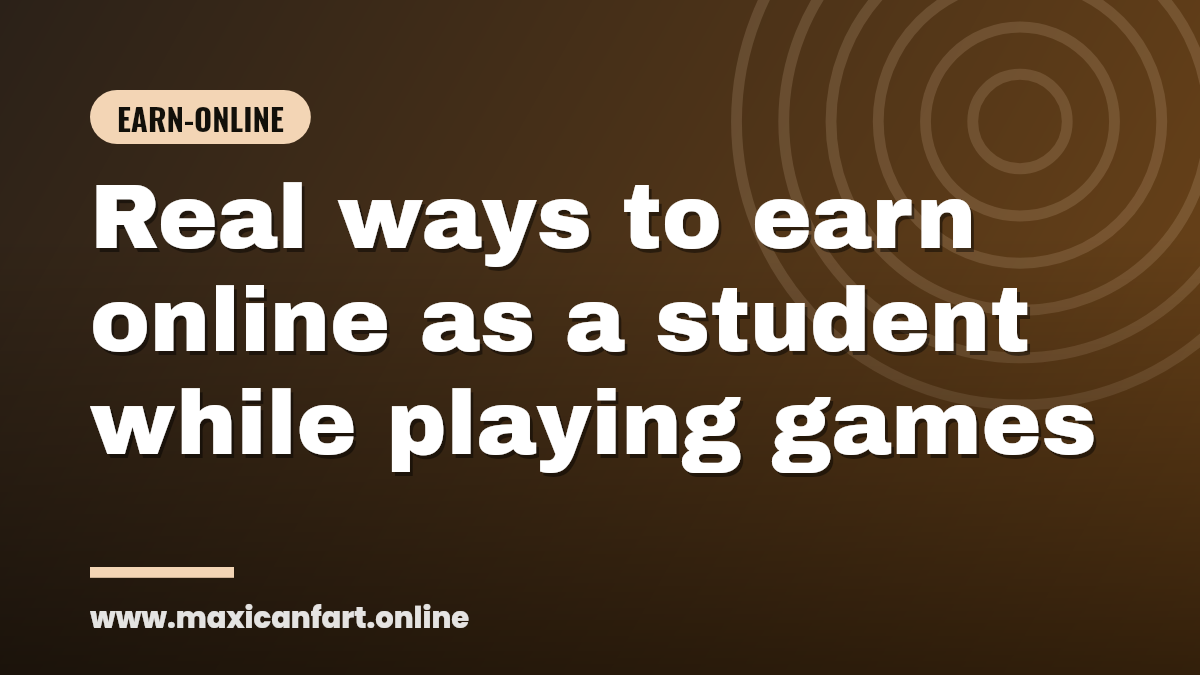 EARN-ONLINE
Real ways to earn
online as a student
while playing games
www.maxicanfart.online